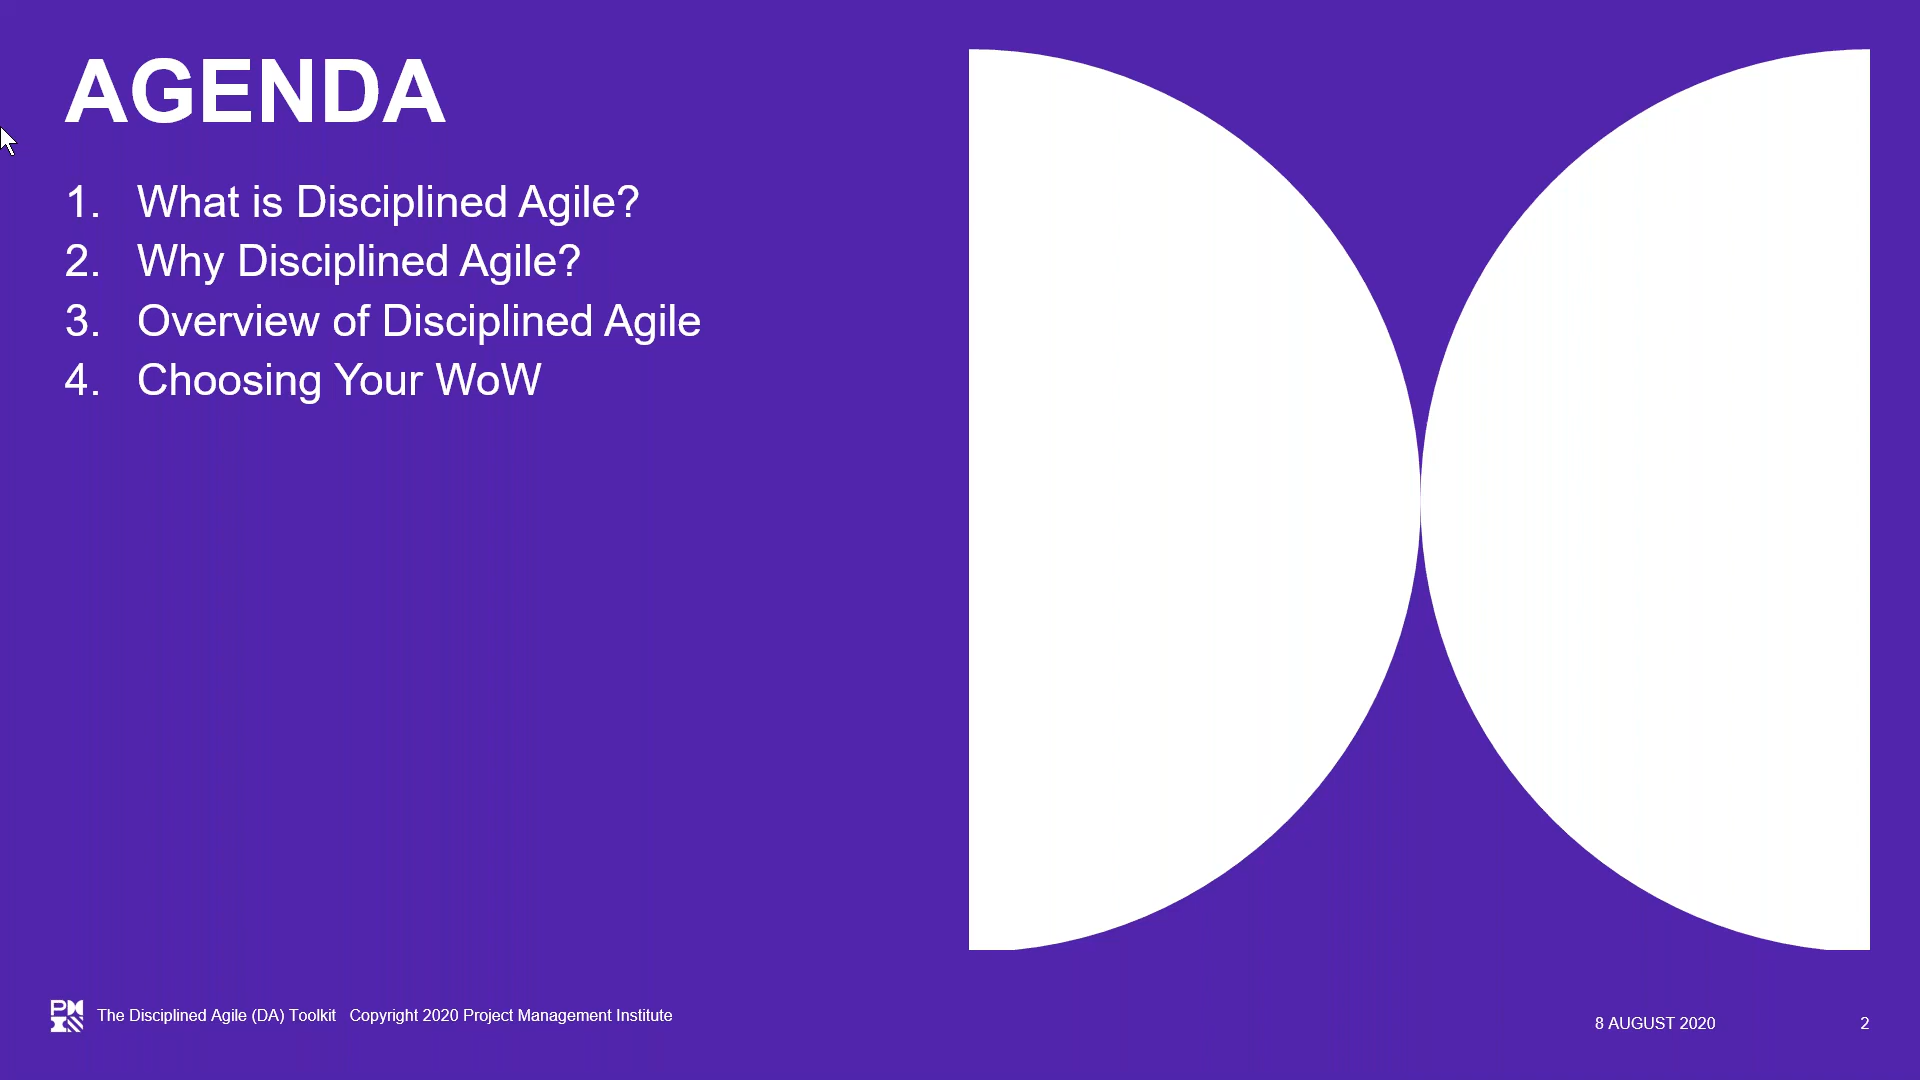 AGENDA
1. What is Disciplined Agile?
2. Why Disciplined Agile?
3. Overview of Disciplined Agile
4. Choosing Your WoW
The Disciplined Agile (DA) Toolkit Copyright 2020 Project Management Institute
8 AUGUST 2020
2